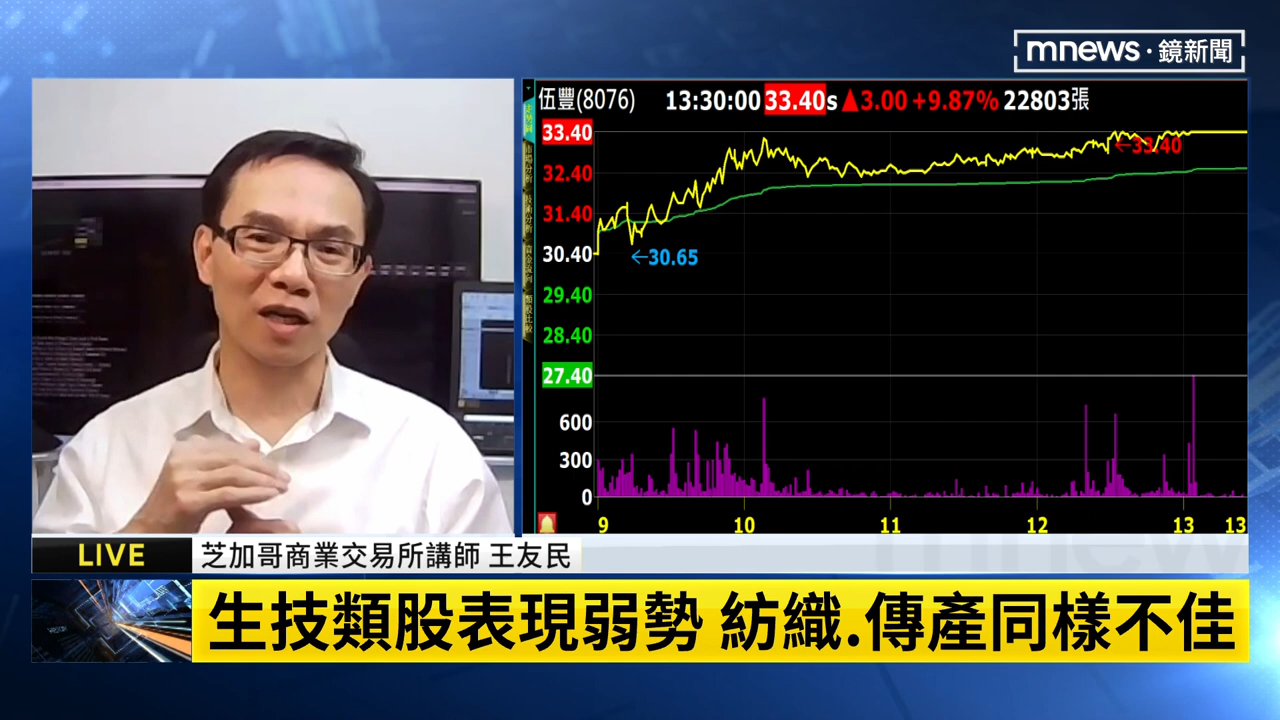 mnews·鏡新聞
伍豐(8076) 13:30:00 33.40s ▲3.00 +9.87% 22803張
33.40
32.40
31.40
30.40
29.40
28.40
27.40
600
300
0
←33.40
←30.65
9 10 11 12 13 13
LIVE 芝加哥商業交易所講師 王友民
生技類股表現弱勢 紡織.傳產同樣不佳